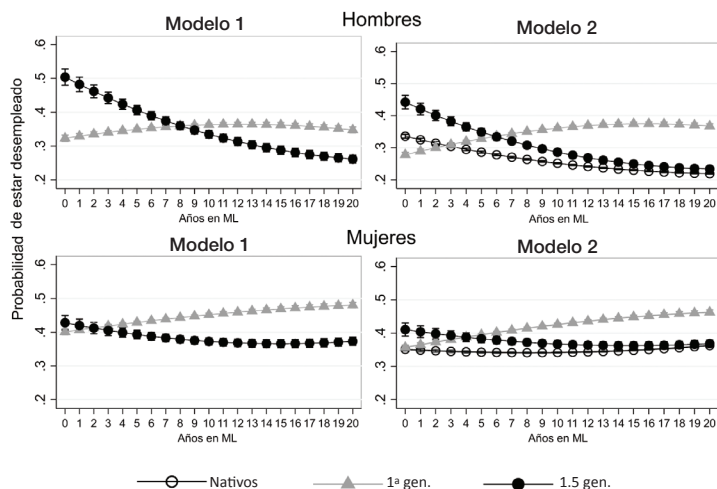 Hombres
Modelo 1
Modelo 2
Probabilidad de estar desempleado
.6
.5
.4
.3
.2
0 1 2 3 4 5 6 7 8 9 10 11 12 13 14 15 16 17 18 19 20
Años en ML
.6
.5
.4
.3
.2
0 1 2 3 4 5 6 7 8 9 10 11 12 13 14 15 16 17 18 19 20
Años en ML
Mujeres
Modelo 1
Modelo 2
.6
.5
.4
.3
.2
0 1 2 3 4 5 6 7 8 9 10 11 12 13 14 15 16 17 18 19 20
Años en ML
.6
.5
.4
.3
.2
0 1 2 3 4 5 6 7 8 9 10 11 12 13 14 15 16 17 18 19 20
Años en ML
Nativos 1ª gen. 1.5 gen.